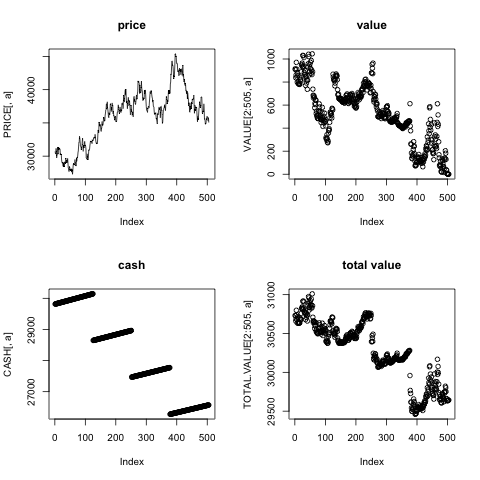 price
PRICE[, a]
30000 40000
0 100 200 300 400 500
Index
value
VALUE[2:505, a]
0 200 600 1000
0 100 200 300 400 500
Index
cash
CASH[, a]
27000 29000
0 100 200 300 400 500
Index
total value
TOTAL.VALUE[2:505, a]
29500 30000 30500 31000
0 100 200 300 400 500
Index